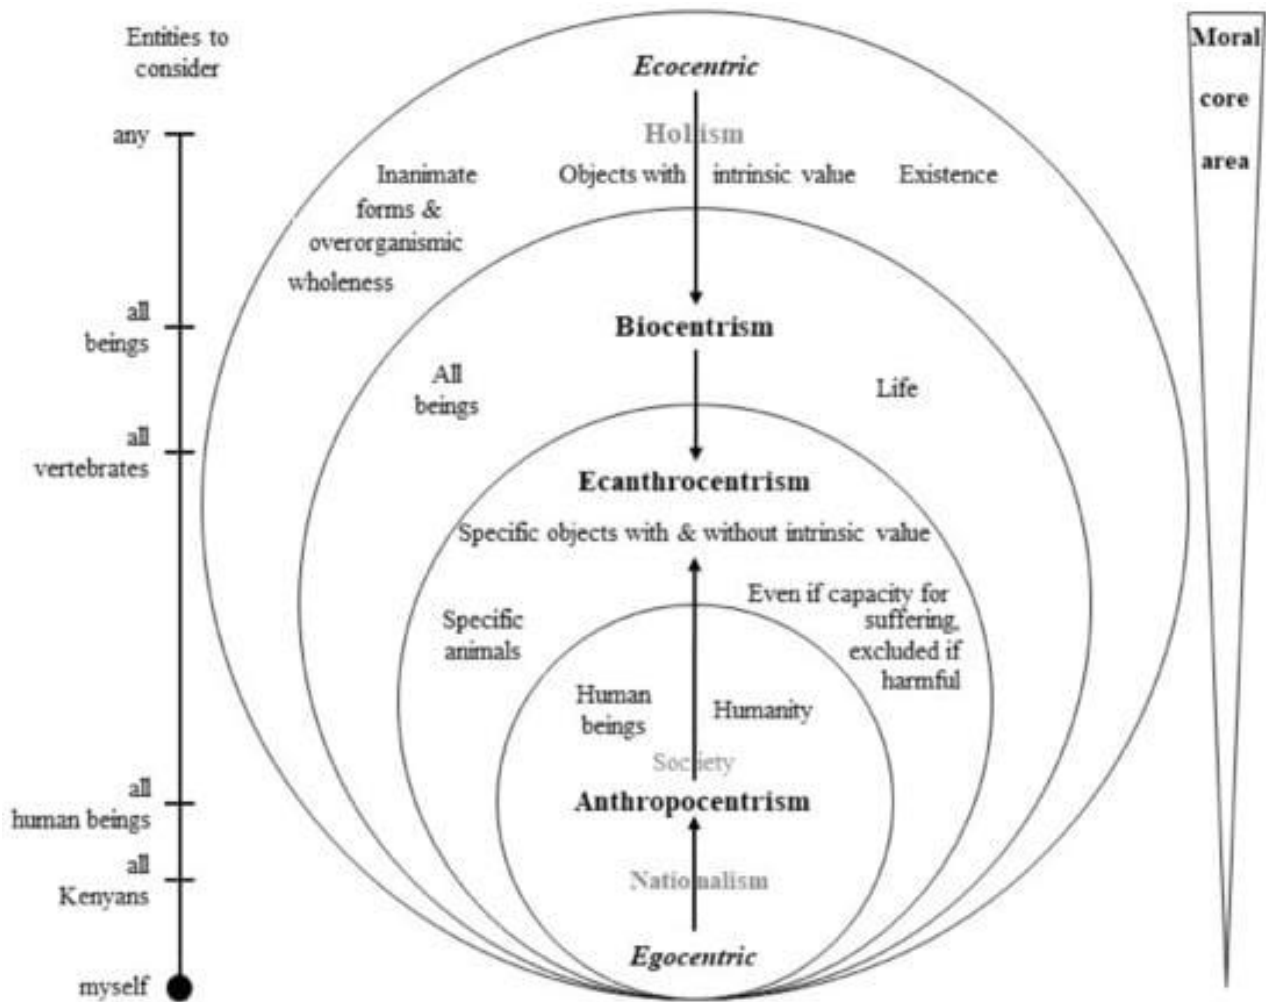 Entities to
consider
any
all
beings
all
vertebrates
all
human beings
all
Kenyans
myself
Ecocentric
Holism
Objects with intrinsic value
Existence
Inanimate
forms &
overorganismic
wholeness
Biocentrism
All
beings
Life
Ecanthrocentrism
Specific objects with & without intrinsic value
Specific
animals
Even if capacity for
suffering,
excluded if
harmful
Human
beings
Humanity
Society
Anthropocentrism
Nationalism
Egocentric
Moral
core
area